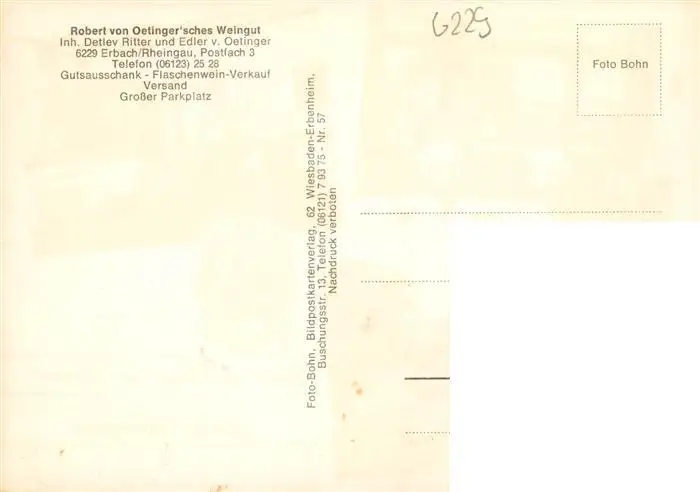 Robert von Oetinger'sches Weingut
Inh. Detlev Ritter und Edler v. Oetinger
6229 Erbach/Rheingau, Postfach 3
Telefon (06123) 25 28
Gutsausschank - Flaschenwein-Verkauf
Versand
Großer Parkplatz
6229
Foto Bohn
Foto-Bohn, Bildpostkartenverlag, 62 Wiesbaden-Erbenheim,
Buschungsstr. 13, Telefon (06121) 7 93 75 - Nr. 57
Nachdruck verboten